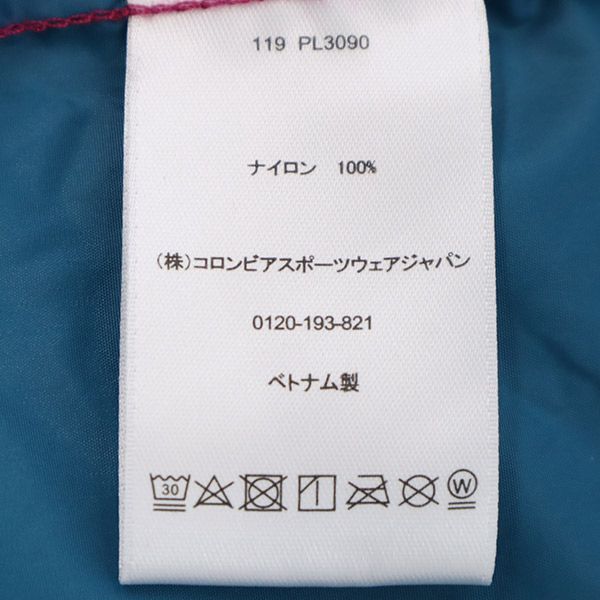 119 PL3090
ナイロン 100%
(株)コロンビアスポーツウェアジャパン
0120-193-821
ベトナム製
30 W